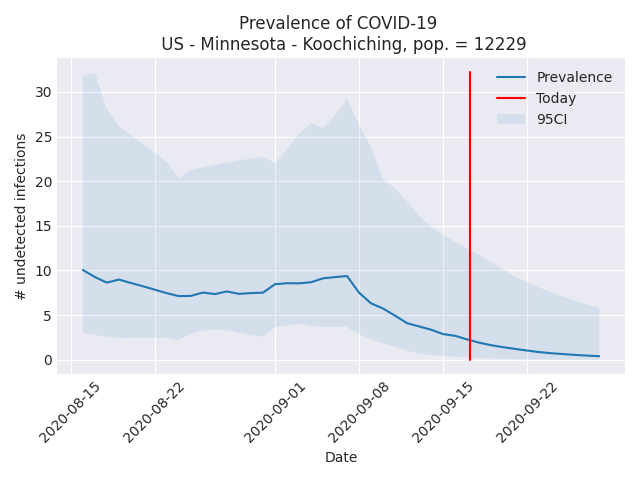 Prevalence of COVID-19
US - Minnesota - Koochiching, pop. = 12229
# undetected infections
30
25
20
15
10
5
0
Prevalence
Today
95CI
2020-08-15
2020-08-22
2020-09-01
2020-09-08
2020-09-15
2020-09-22
Date